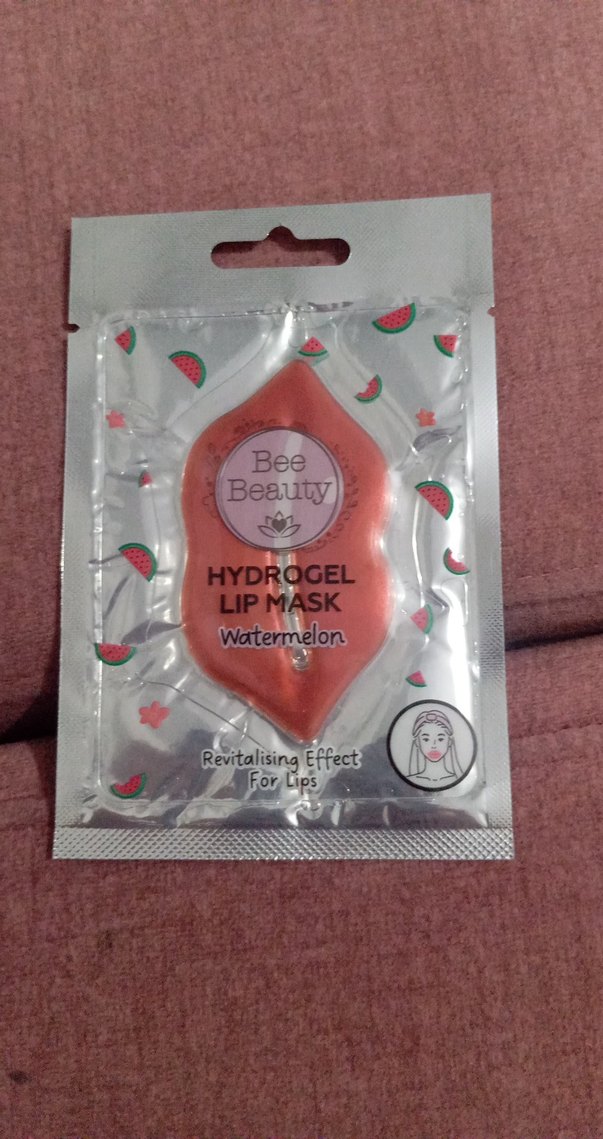 Bee
Beauty
HYDROGEL
LIP MASK
Watermelon
Revitalising Effect
For Lips